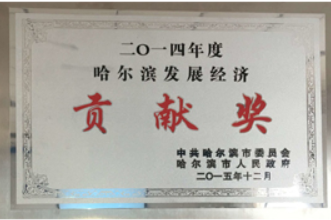 二〇一四年度
哈尔滨发展经济
贡献奖
中共哈尔滨市委员会
哈尔滨市人民政府
二〇一五年十二月